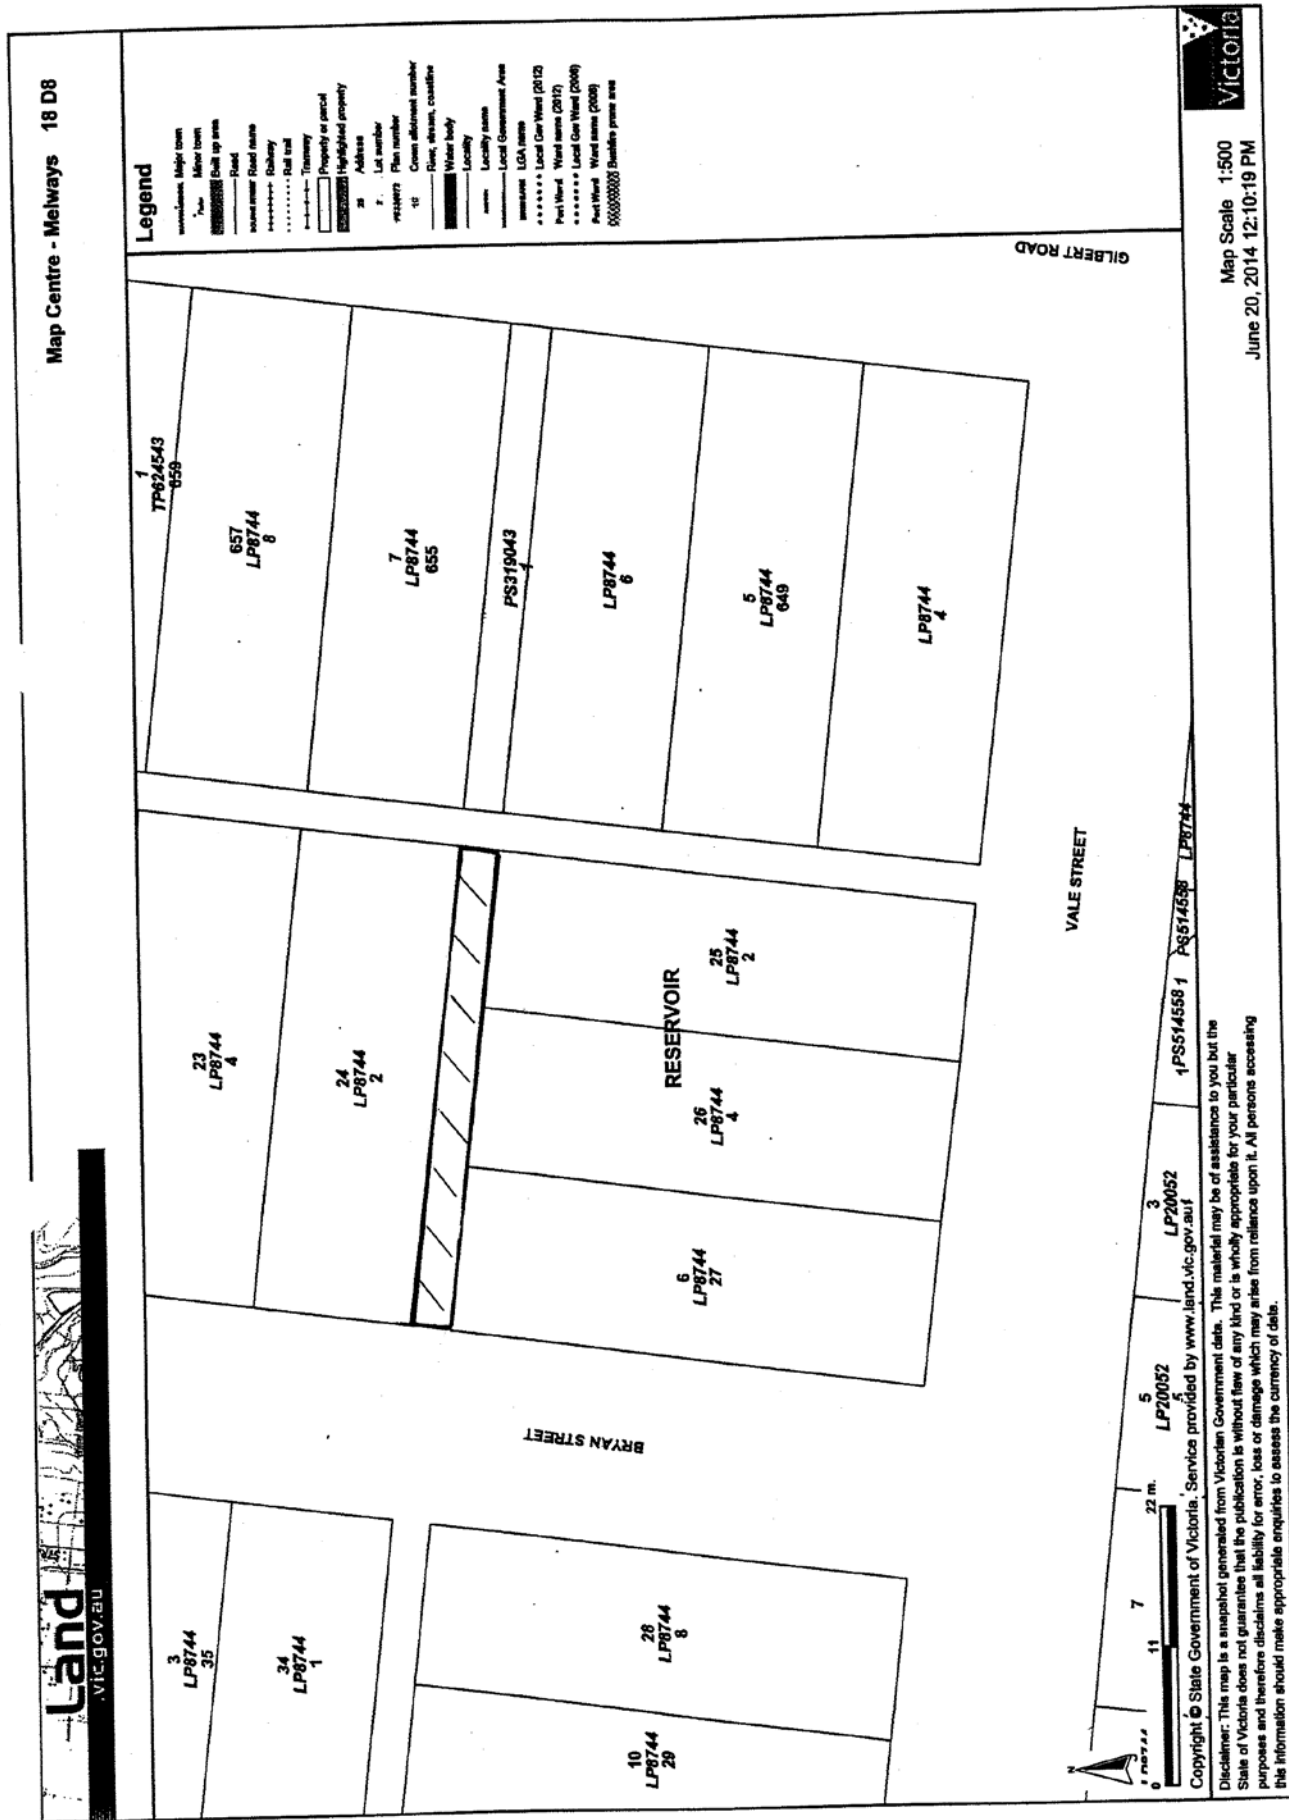 Land
.vic.gov.au
Map Centre - Melways 18 D8
Legend
Major town
Minor town
Built up area
Road
Road name
Railway
Rail trail
Tramway
Property or parcel
Highlighted property
Address
Lot number
Plan number
Crown allotment number
River, stream, coastline
Water body
Locality
Locality name
Local Government Area
LGA name
Local Gov Ward (2012)
Port Ward Ward name (2012)
Local Gov Ward (2008)
Port Ward Ward name (2008)
1
TP624543
659
657
LP8744
8
7
LP8744
655
PS319043
1
LP8744
6
5
LP8744
649
LP8744
4
GILBERT ROAD
23
LP8744
4
24
LP8744
2
RESERVOIR
25
LP8744
2
26
LP8744
4
6
LP8744
27
BRYAN STREET
VALE STREET
3
LP8744
35
34
LP8744
1
28
LP8744
8
10
LP8744
29
7
5
LP20052
5
3
LP20052
1 PS514558 1
PS514558
LP8744
N
0 11 22 m.
Copyright © State Government of Victoria. Service provided by www.land.vic.gov.au
Disclaimer: This map is a snapshot generated from Victorian Government data. This material may be of assistance to you but the
State of Victoria does not guarantee that the publication is without flaw of any kind or is wholly appropriate for your particular
purposes and therefore disclaims all liability for error, loss or damage which may arise from reliance upon it. All persons accessing
this information should make appropriate enquiries to assess the currency of data.
Map Scale 1:500
June 20, 2014 12:10:19 PM
Victoria